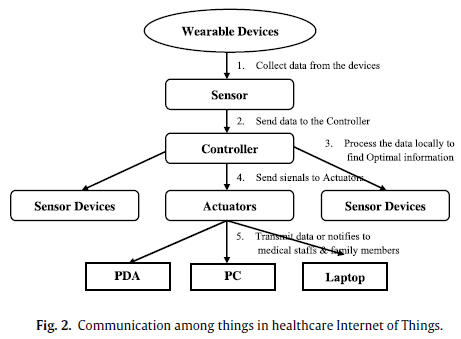 Wearable Devices
1. Collect data from the devices
Sensor
2. Send data to the Controller
Controller
3. Process the data locally to
find Optimal information
4. Send signals to Actuators
Sensor Devices
Actuators
Sensor Devices
5. Transmit data or notifies to
medical staffs & family members
PDA
PC
Laptop
Fig. 2. Communication among things in healthcare Internet of Things.